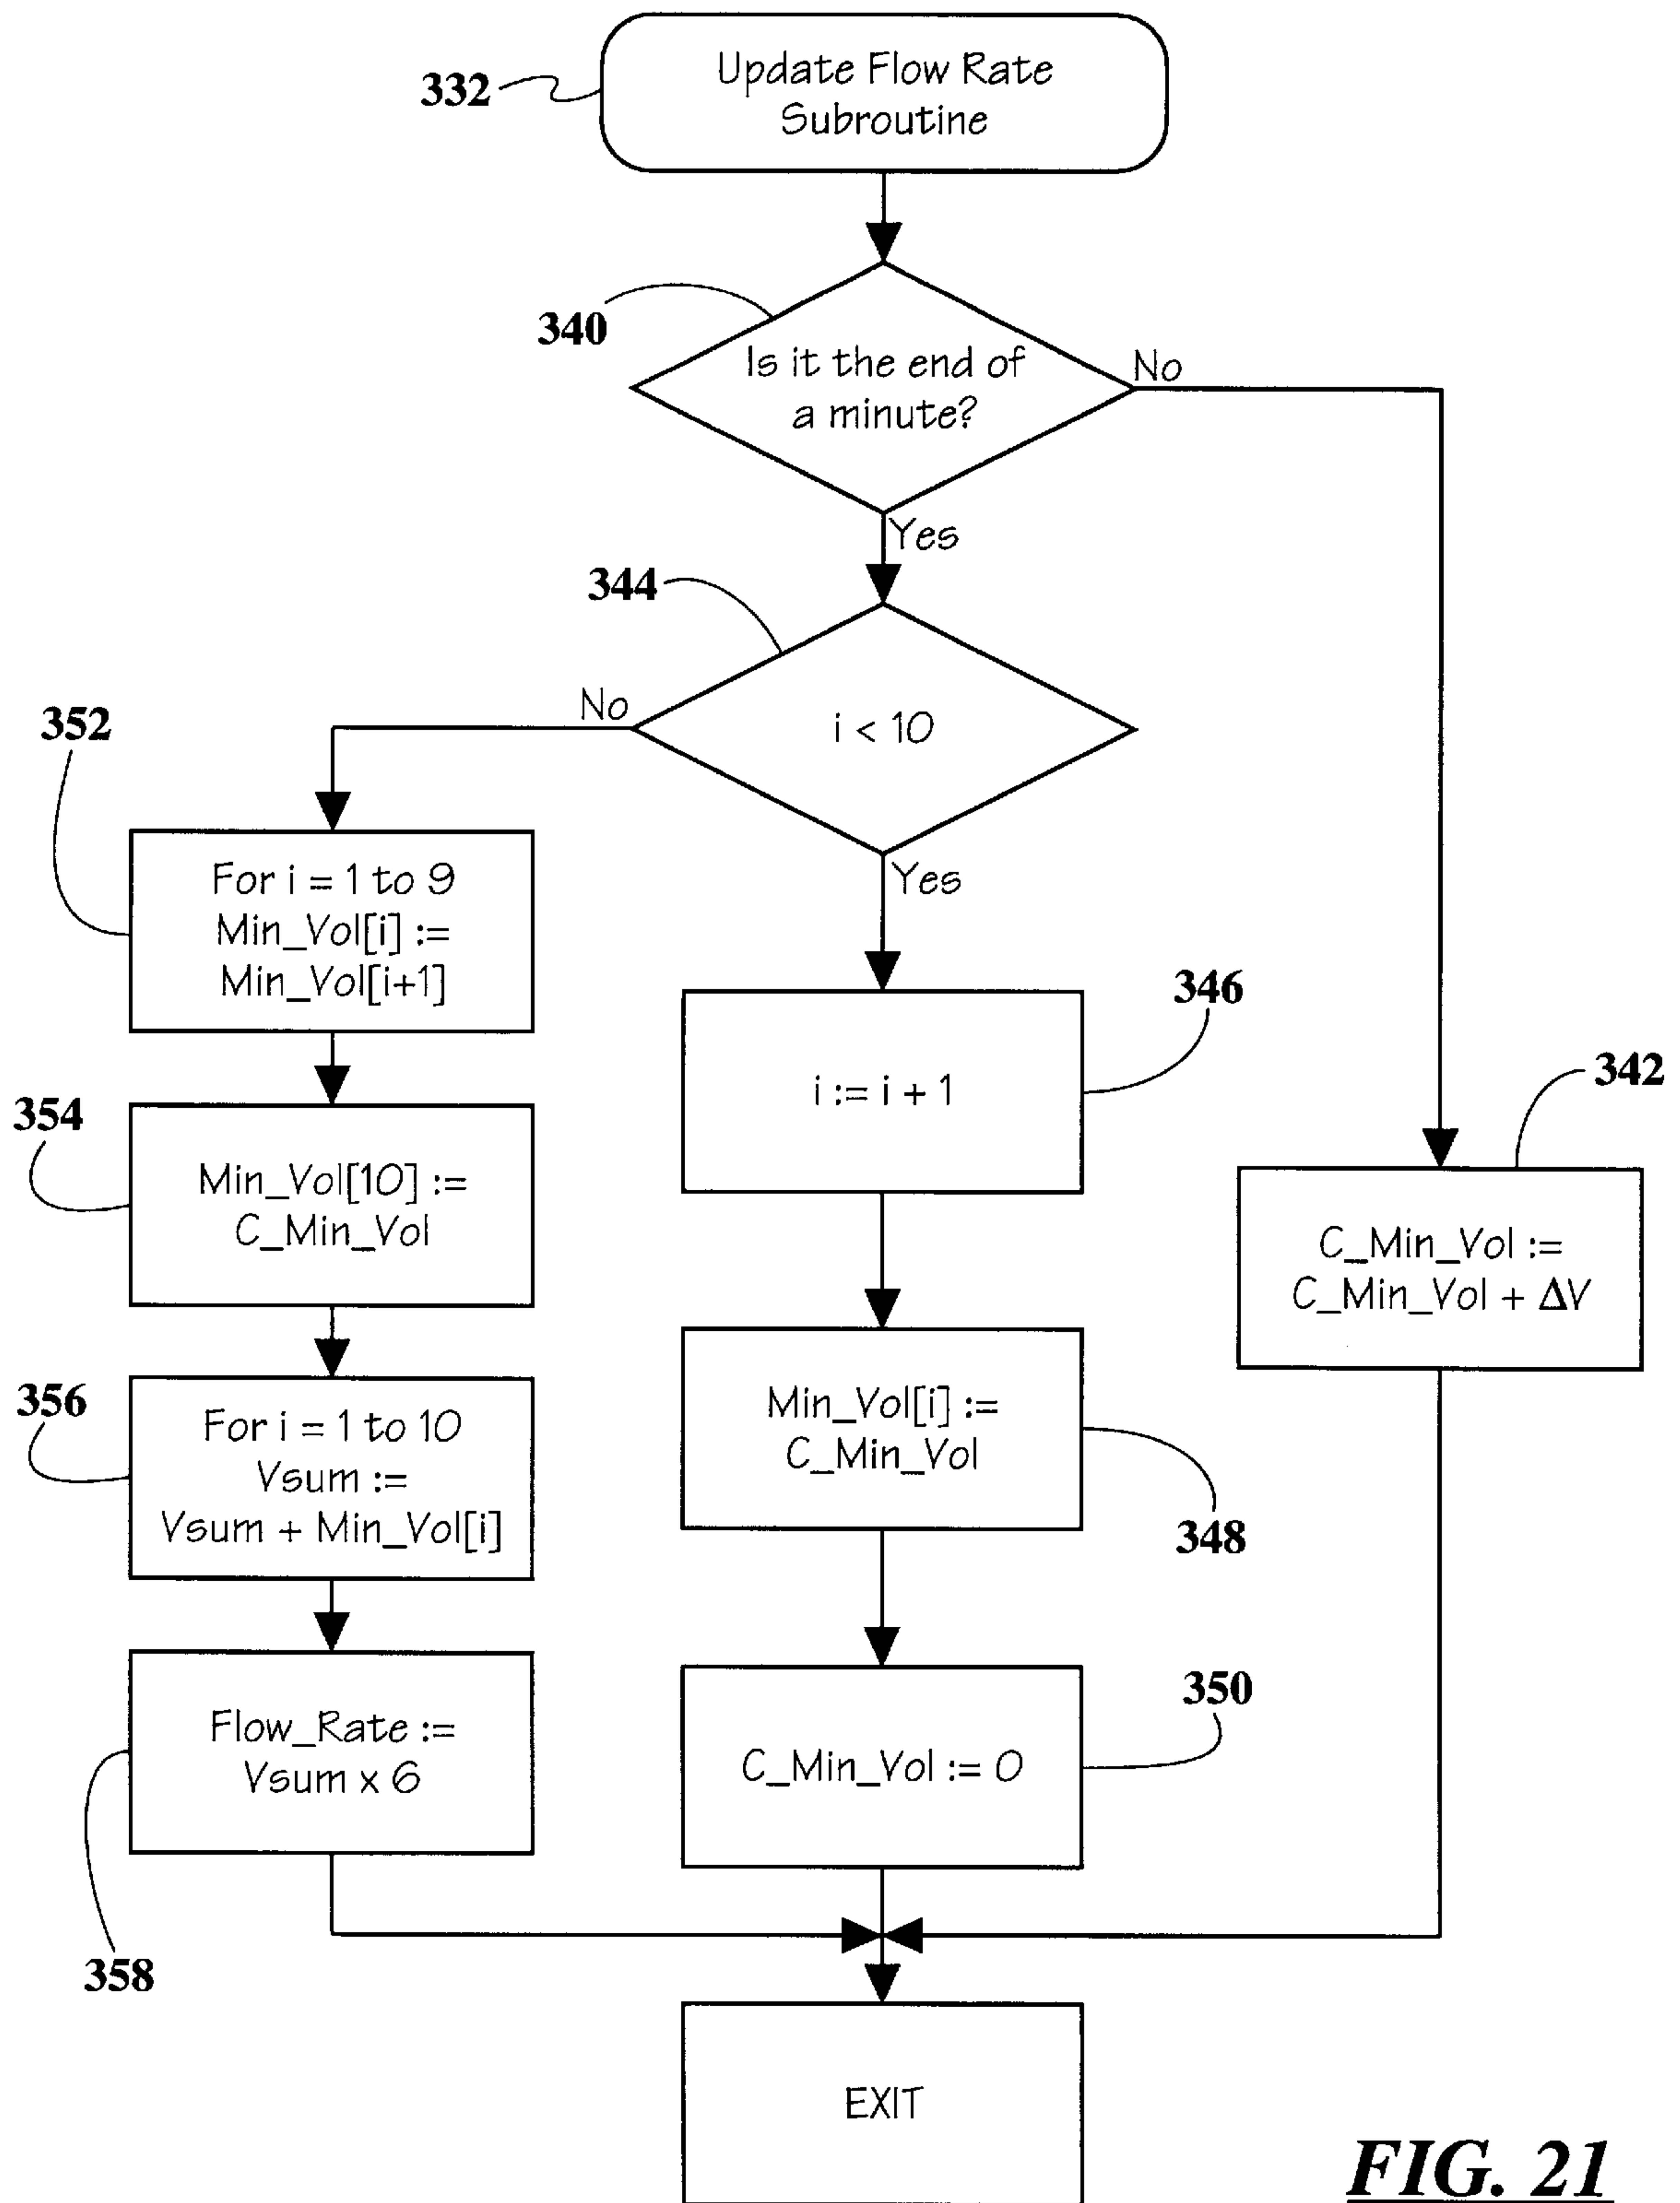 Update Flow Rate
Subroutine
332
340
Is it the end of
a minute?
No
Yes
344
i < 10
No
Yes
352
For i = 1 to 9
Min_Vol[i] :=
Min_Vol[i+1]
346
i := i + 1
342
C_Min_Vol :=
C_Min_Vol + ΔV
354
Min_Vol[10] :=
C_Min_Vol
348
Min_Vol[i] :=
C_Min_Vol
356
For i = 1 to 10
Vsum :=
Vsum + Min_Vol[i]
350
C_Min_Vol := 0
358
Flow_Rate :=
Vsum x 6
EXIT
FIG. 21